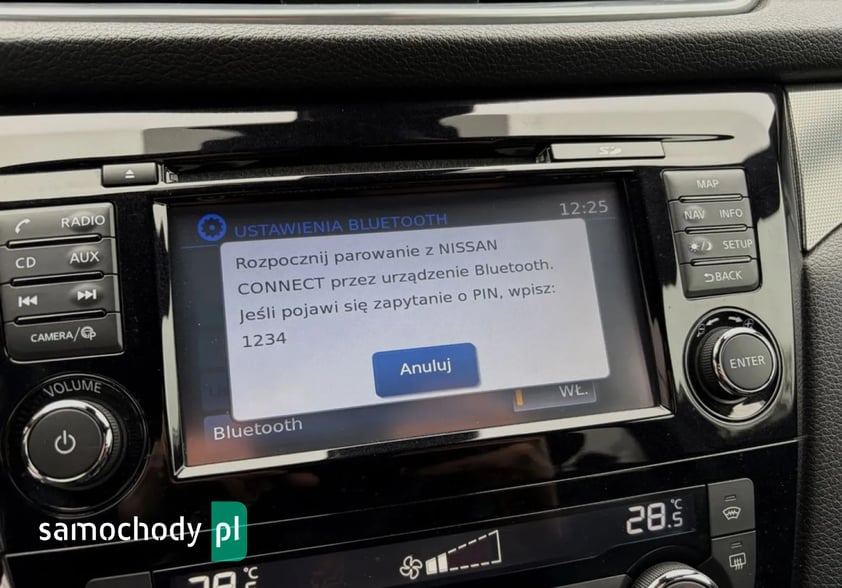 USTAWIENIA BLUETOOTH
12:25
Rozpocznij parowanie z NISSAN
CONNECT przez urządzenie Bluetooth.
Jeśli pojawi się zapytanie o PIN, wpisz:
1234
Anuluj
WŁ.
Bluetooth
RADIO
CD AUX
CAMERA/
VOLUME
MAP
NAV INFO
SETUP
BACK
ENTER
28.5°C
°C
samochody pl